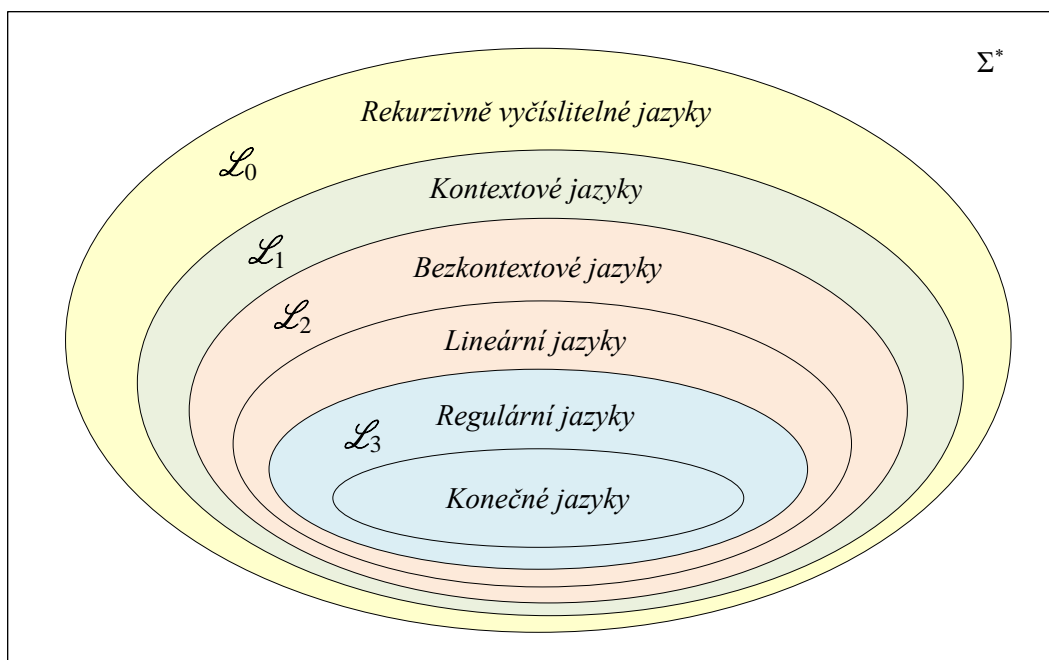 Σ*
Rekurzivně vyčíslitelné jazyky
ℒ0
Kontextové jazyky
ℒ1
Bezkontextové jazyky
ℒ2
Lineární jazyky
Regulární jazyky
ℒ3
Konečné jazyky